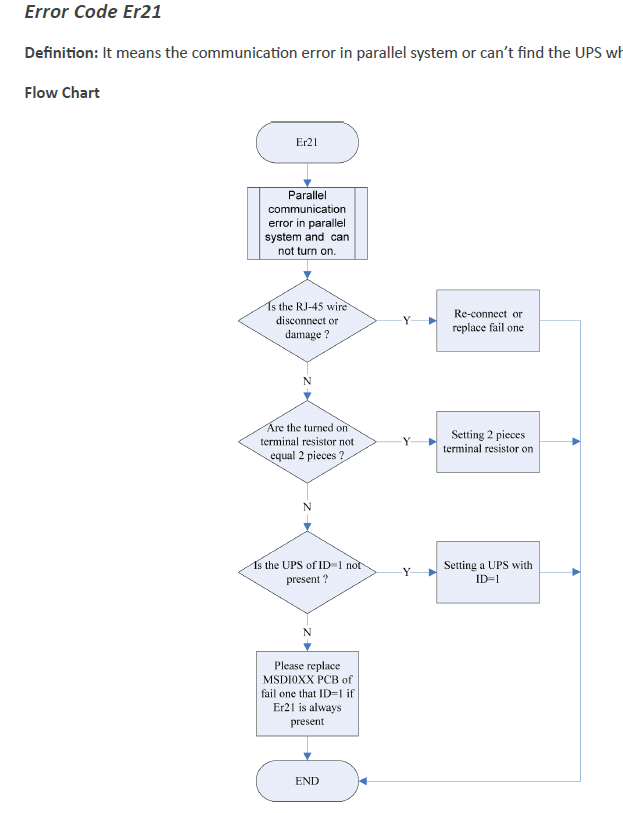 Error Code Er21
Definition: It means the communication error in parallel system or can't find the UPS
Flow Chart
Er21
Parallel
communication
error in parallel
system and can
not turn on.
Is the RJ-45 wire
disconnect or
damage ?
Y
Re-connect or
replace fail one
N
Are the turned on
terminal resistor not
equal 2 pieces ?
Y
Setting 2 pieces
terminal resistor on
N
Is the UPS of ID=1 not
present ?
Y
Setting a UPS with
ID=1
N
Please replace
MSDI0XX PCB of
fail one that ID=1 if
Er21 is always
present
END